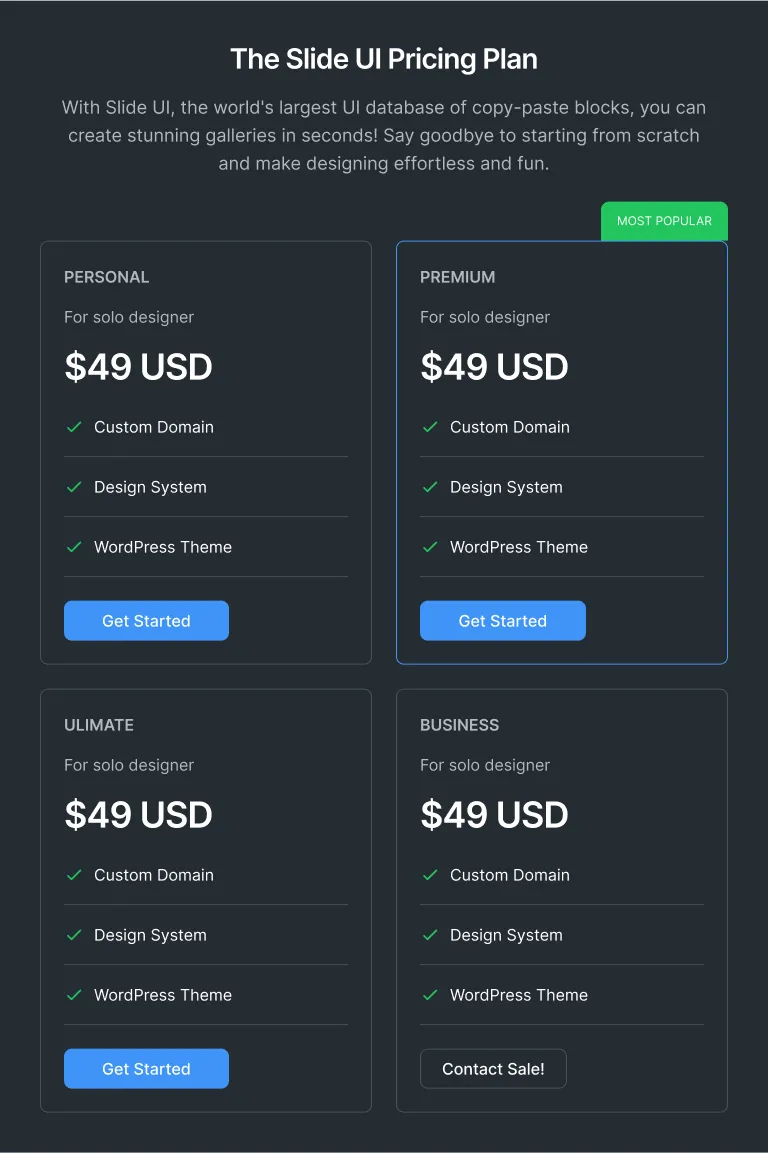 The Slide UI Pricing Plan
With Slide UI, the world's largest UI database of copy-paste blocks, you can
create stunning galleries in seconds! Say goodbye to starting from scratch
and make designing effortless and fun.
MOST POPULAR
PERSONAL
For solo designer
$49 USD
Custom Domain
Design System
WordPress Theme
Get Started
PREMIUM
For solo designer
$49 USD
Custom Domain
Design System
WordPress Theme
Get Started
ULIMATE
For solo designer
$49 USD
Custom Domain
Design System
WordPress Theme
Get Started
BUSINESS
For solo designer
$49 USD
Custom Domain
Design System
WordPress Theme
Contact Sale!